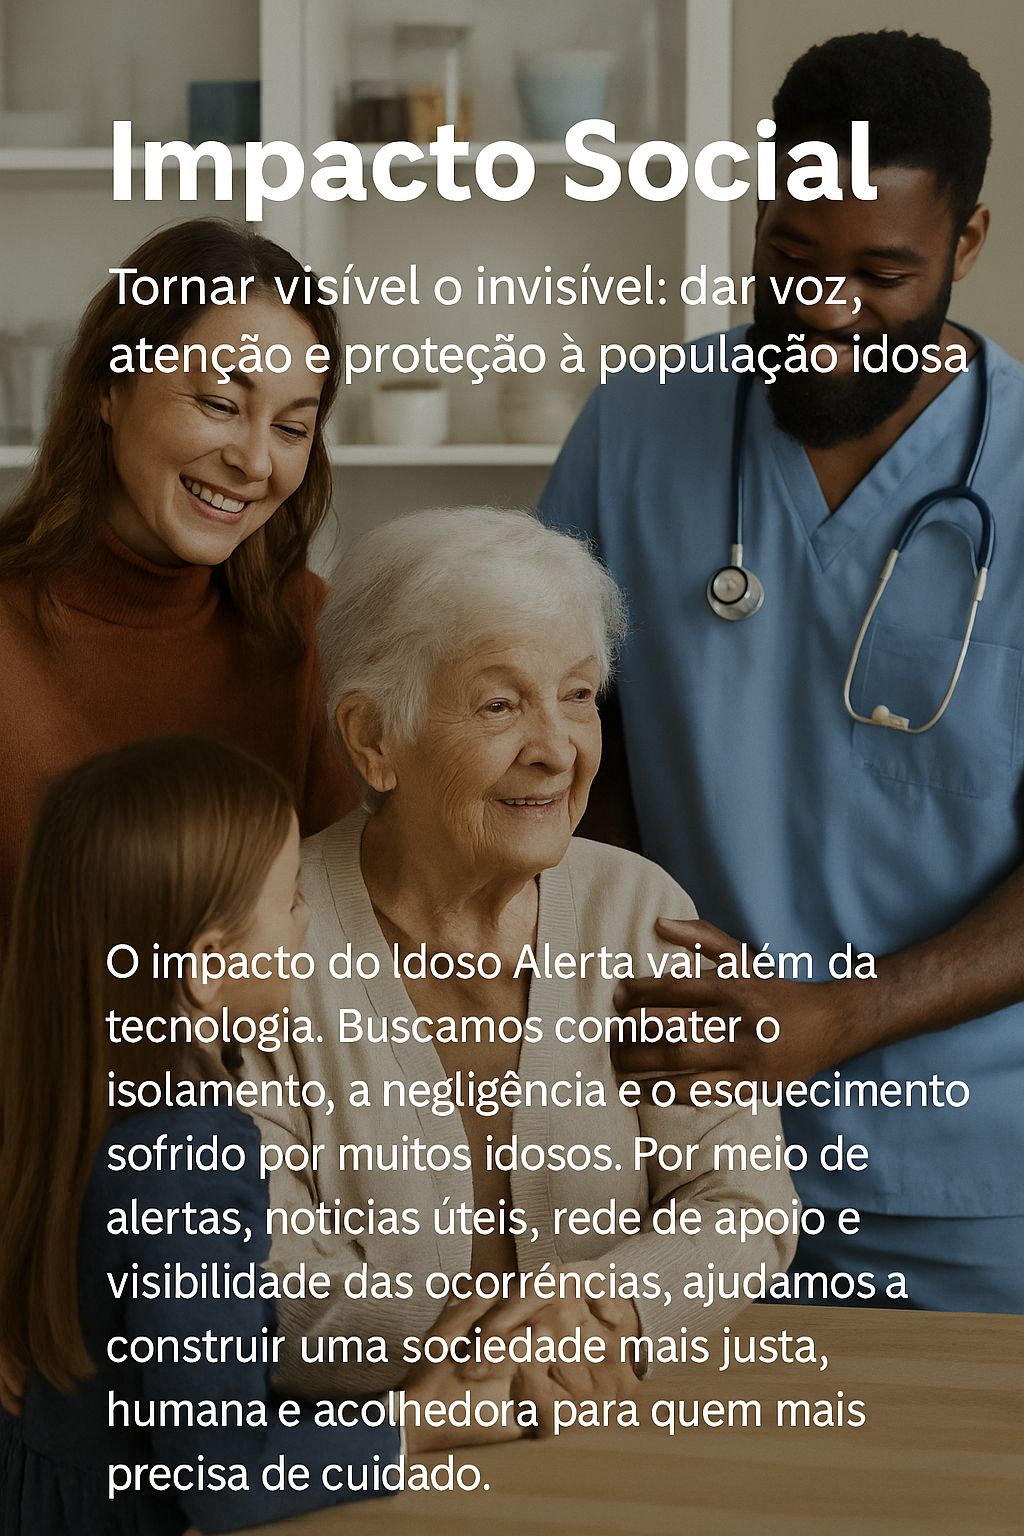 Impacto Social
Tornar visível o invisível: dar voz,
atenção e proteção à população idosa
O impacto do Idoso Alerta vai além da
tecnologia. Buscamos combater o
isolamento, a negligência e o esquecimento
sofrido por muitos idosos. Por meio de
alertas, noticias úteis, rede de apoio e
visibilidade das ocorréncias, ajudamos a
construir uma sociedade mais justa,
humana e acolhedora para quem mais
precisa de cuidado.